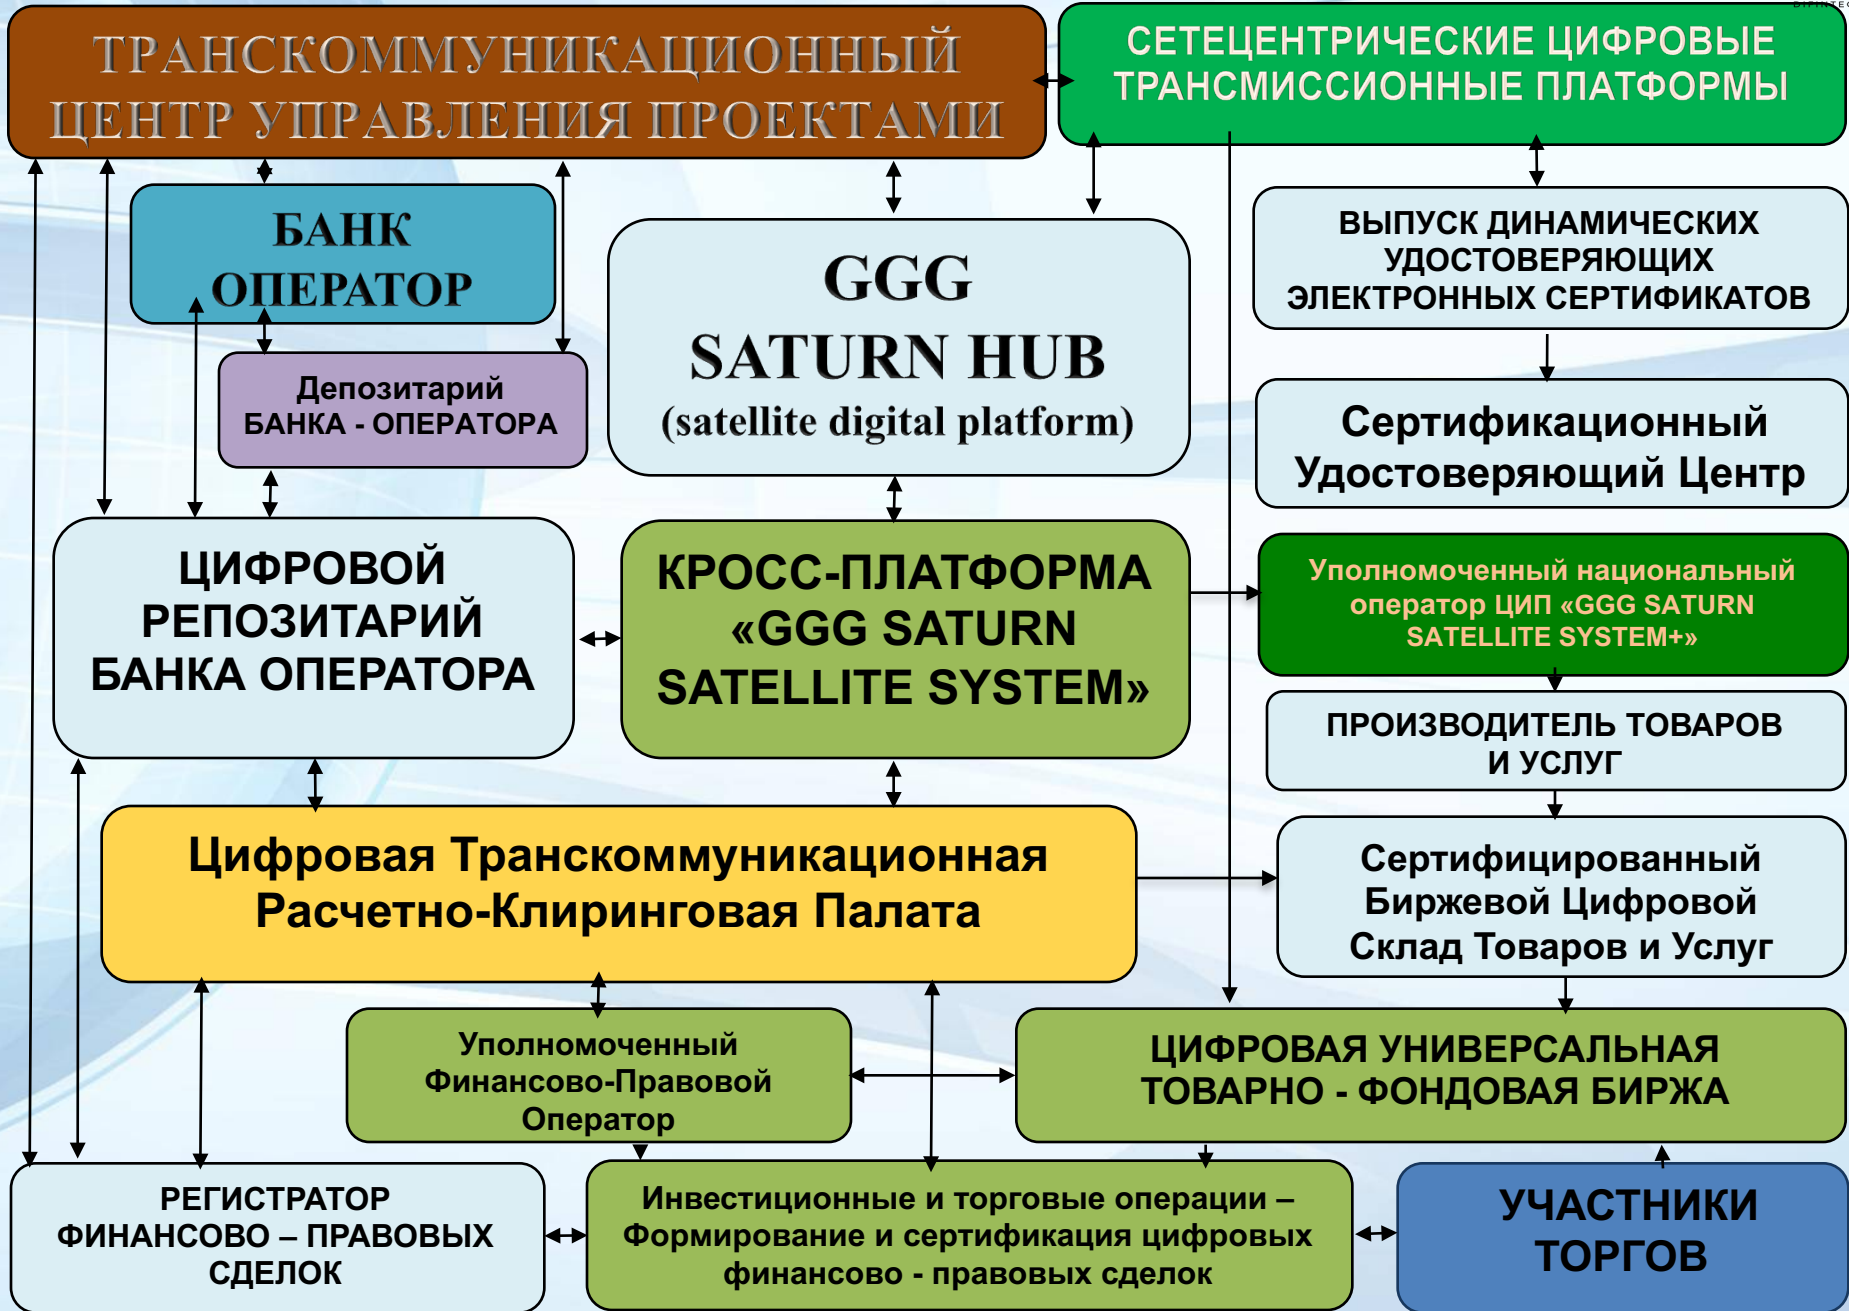 DIFINTEC
ТРАНСКОММУНИКАЦИОННЫЙ
ЦЕНТР УПРАВЛЕНИЯ ПРОЕКТАМИ
СЕТЕЦЕНТРИЧЕСКИЕ ЦИФРОВЫЕ
ТРАНСМИССИОННЫЕ ПЛАТФОРМЫ
БАНК
ОПЕРАТОР
GGG
SATURN HUB
(satellite digital platform)
ВЫПУСК ДИНАМИЧЕСКИХ
УДОСТОВЕРЯЮЩИХ
ЭЛЕКТРОННЫХ СЕРТИФИКАТОВ
Депозитарий
БАНКА - ОПЕРАТОРА
Сертификационный
Удостоверяющий Центр
ЦИФРОВОЙ
РЕПОЗИТАРИЙ
БАНКА ОПЕРАТОРА
КРОСС-ПЛАТФОРМА
«GGG SATURN
SATELLITE SYSTEM»
Уполномоченный национальный
оператор ЦИП «GGG SATURN
SATELLITE SYSTEM+»
ПРОИЗВОДИТЕЛЬ ТОВАРОВ
И УСЛУГ
Цифровая Транскоммуникационная
Расчетно-Клиринговая Палата
Сертифицированный
Биржевой Цифровой
Склад Товаров и Услуг
Уполномоченный
Финансово-Правовой
Оператор
ЦИФРОВАЯ УНИВЕРСАЛЬНАЯ
ТОВАРНО - ФОНДОВАЯ БИРЖА
РЕГИСТРАТОР
ФИНАНСОВО – ПРАВОВЫХ
СДЕЛОК
Инвестиционные и торговые операции –
Формирование и сертификация цифровых
финансово - правовых сделок
УЧАСТНИКИ
ТОРГОВ